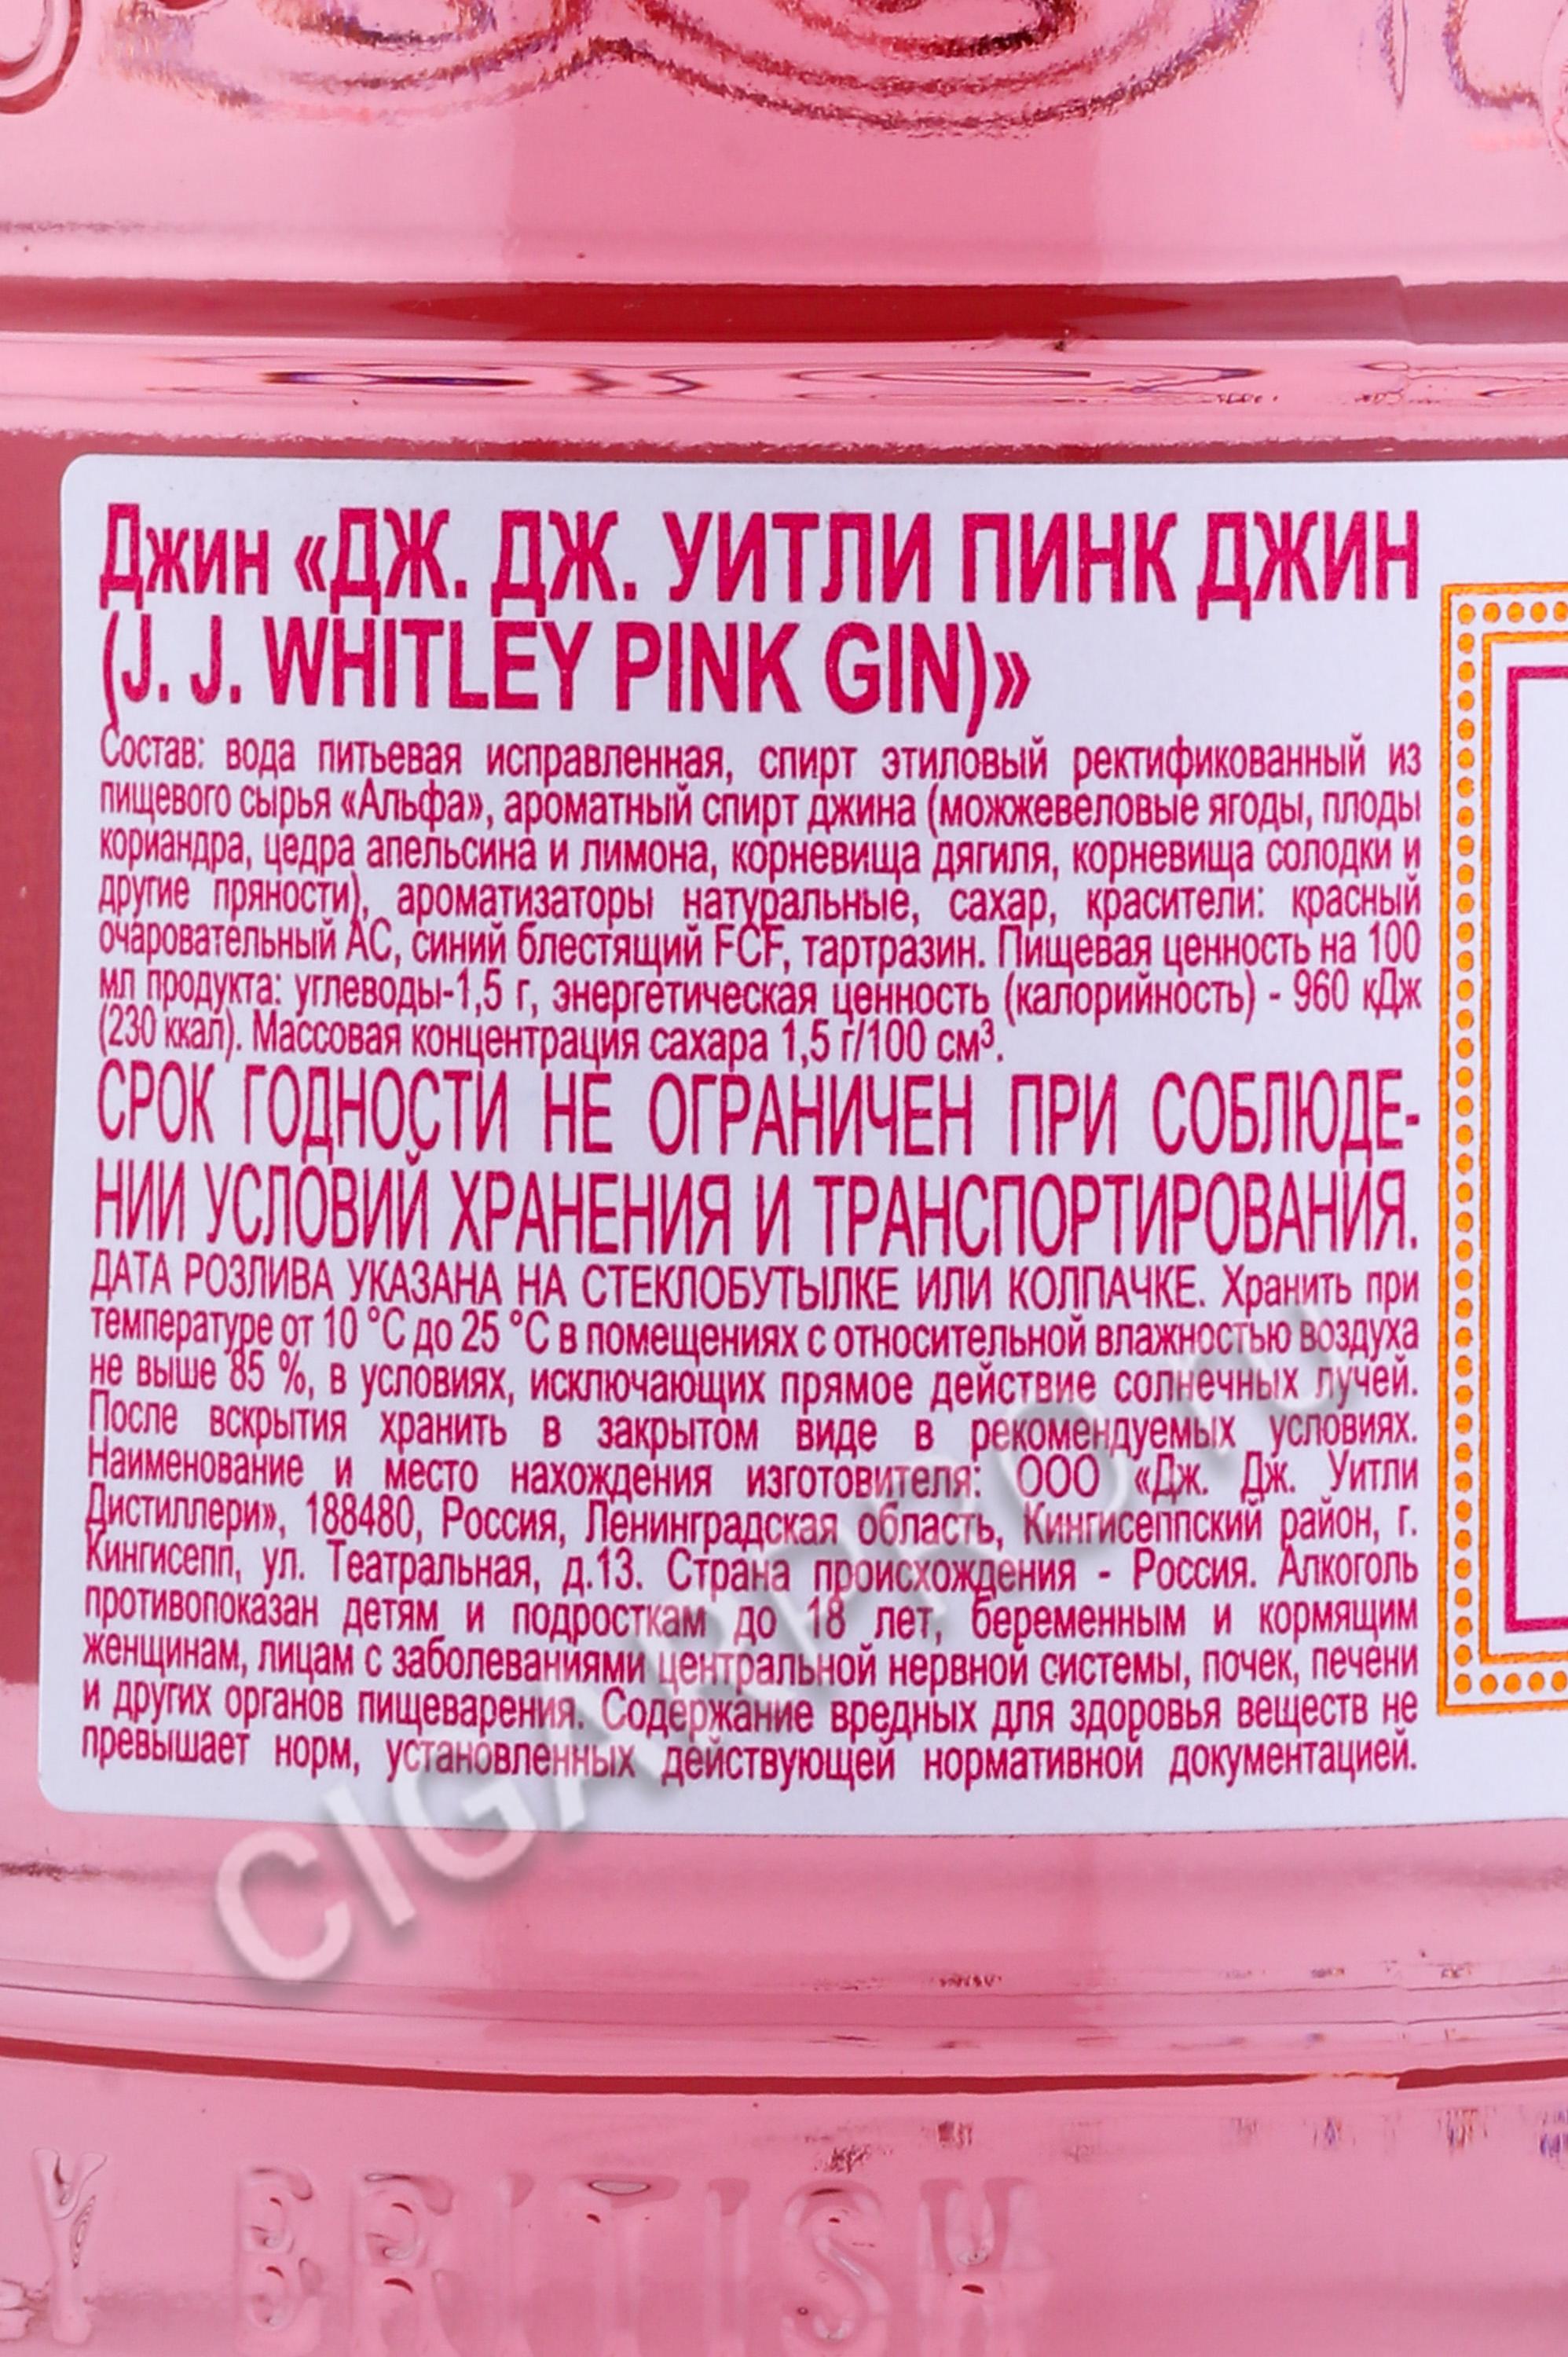 Джин «ДЖ. ДЖ. УИТЛИ ПИНК ДЖИН
(J. J. WHITLEY PINK GIN)»
Состав: вода питьевая исправленная, спирт этиловый ректификованный из
пищевого сырья «Альфа», ароматный спирт джина (можжевеловые ягоды, плоды
кориандра, цедра апельсина и лимона, корневища дягиля, корневища солодки и
другие пряности), ароматизаторы натуральные, сахар, красители: красный
очаровательный АС, синий блестящий FCF, тартразин. Пищевая ценность на 100
мл продукта: углеводы-1,5 г, энергетическая ценность (калорийность) - 960 кДж
(230 ккал). Массовая концентрация сахара 1,5 г/100 см³.
СРОК ГОДНОСТИ НЕ ОГРАНИЧЕН ПРИ СОБЛЮДЕ-
НИИ УСЛОВИЙ ХРАНЕНИЯ И ТРАНСПОРТИРОВАНИЯ.
ДАТА РОЗЛИВА УКАЗАНА НА СТЕКЛОБУТЫЛКЕ ИЛИ КОЛПАЧКЕ. Хранить при
температуре от 10 °С до 25 °С в помещениях с относительной влажностью воздуха
не выше 85 %, в условиях, исключающих прямое действие солнечных лучей.
После вскрытия хранить в закрытом виде в рекомендуемых условиях.
Наименование и место нахождения изготовителя: ООО «Дж. Дж. Уитли
Дистиллери», 188480, Россия, Ленинградская область, Кингисеппский район, г.
Кингисепп, ул. Театральная, д.13. Страна происхождения - Россия. Алкоголь
противопоказан детям и подросткам до 18 лет, беременным и кормящим
женщинам, лицам с заболеваниями центральной нервной системы, почек, печени
и других органов пищеварения. Содержание вредных для здоровья веществ не
превышает норм, установленных действующей нормативной документацией.
CIGARPRO.ru
Y BRITISH